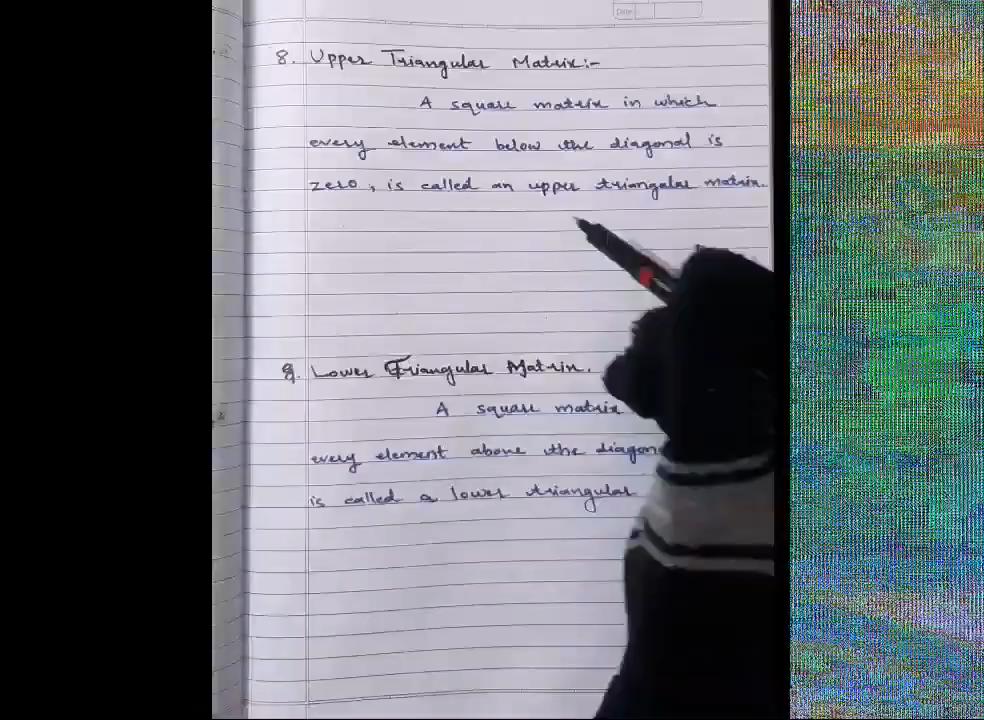 Date
8. Upper Triangular Matrix:-
A square matrix in which
every element below the diagonal is
zero, is called an upper triangular matrix.
9. Lower Triangular Matrix.
A square matrix
every element above the
is called a lower triangular